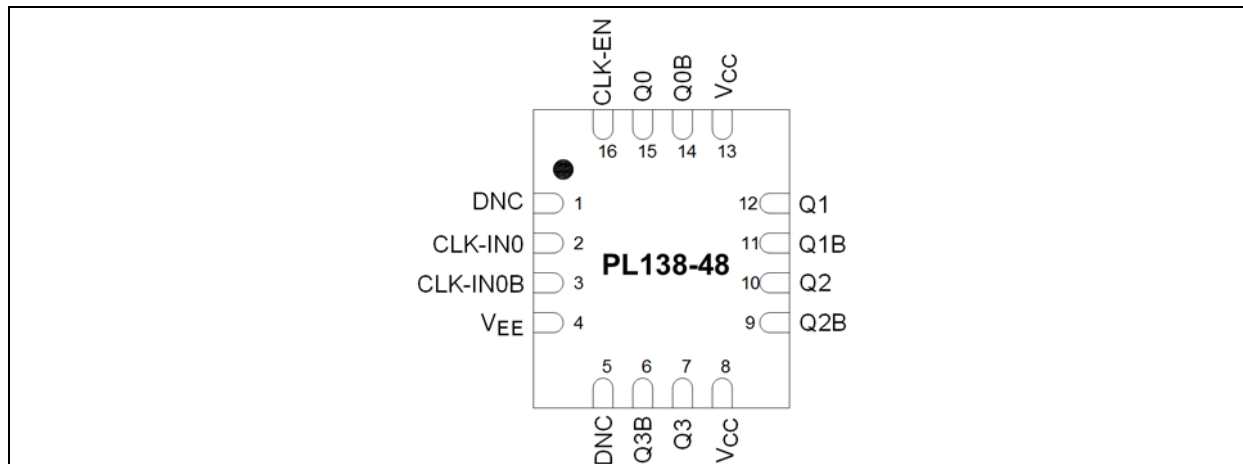 CLK-EN
Q0
Q0B
VCC
16 15 14 13
DNC 1
CLK-IN0 2
CLK-IN0B 3
VEE 4
PL138-48
12 Q1
11 Q1B
10 Q2
9 Q2B
5 6 7 8
DNC
Q3B
Q3
VCC